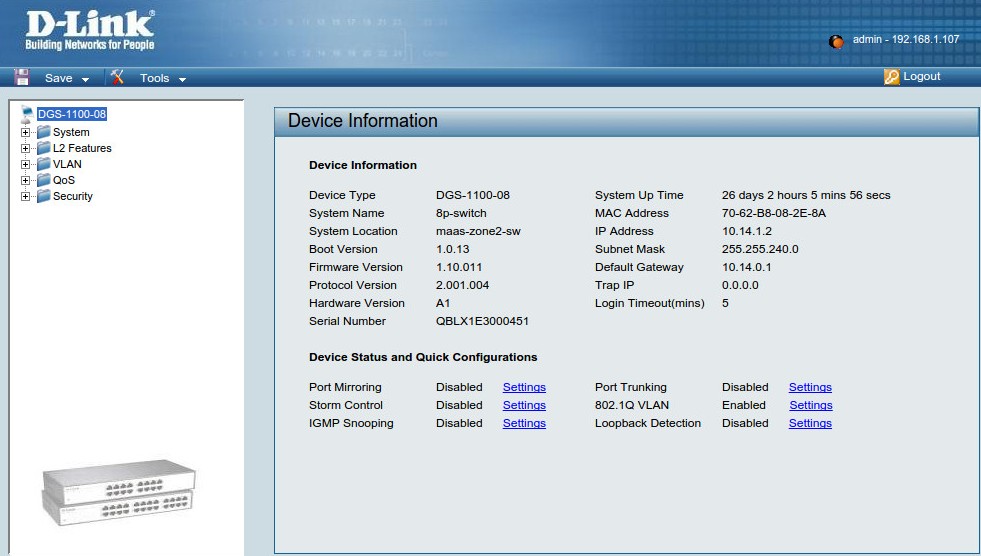 D-Link®
Building Networks for People
admin - 192.168.1.107
Save Tools Logout
DGS-1100-08
System
L2 Features
VLAN
QoS
Security
Device Information
Device Information
Device Type DGS-1100-08 System Up Time 26 days 2 hours 5 mins 56 secs
System Name 8p-switch MAC Address 70-62-B8-08-2E-8A
System Location maas-zone2-sw IP Address 10.14.1.2
Boot Version 1.0.13 Subnet Mask 255.255.240.0
Firmware Version 1.10.011 Default Gateway 10.14.0.1
Protocol Version 2.001.004 Trap IP 0.0.0.0
Hardware Version A1 Login Timeout(mins) 5
Serial Number QBLX1E3000451
Device Status and Quick Configurations
Port Mirroring Disabled Settings Port Trunking Disabled Settings
Storm Control Disabled Settings 802.1Q VLAN Enabled Settings
IGMP Snooping Disabled Settings Loopback Detection Disabled Settings